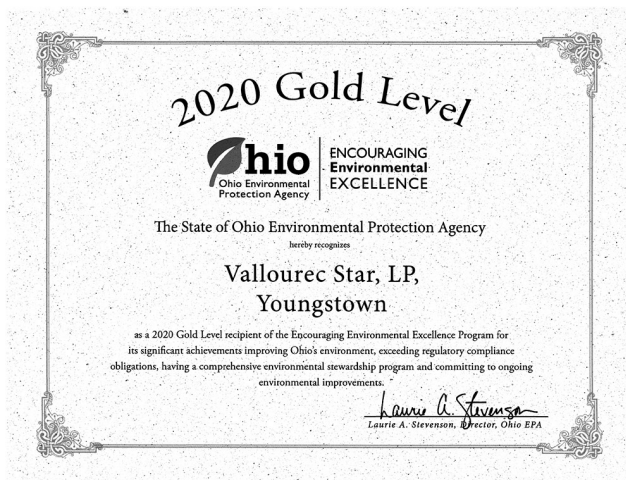 2020 Gold Level
Ohio
Ohio Environmental
Protection Agency
ENCOURAGING
Environmental
EXCELLENCE
The State of Ohio Environmental Protection Agency
hereby recognizes
Vallourec Star, LP,
Youngstown
as a 2020 Gold Level recipient of the Encouraging Environmental Excellence Program for
its significant achievements improving Ohio's environment, exceeding regulatory compliance
obligations, having a comprehensive environmental stewardship program and committing to ongoing
environmental improvements.
Laurie A. Stevenson
Laurie A. Stevenson, Director, Ohio EPA